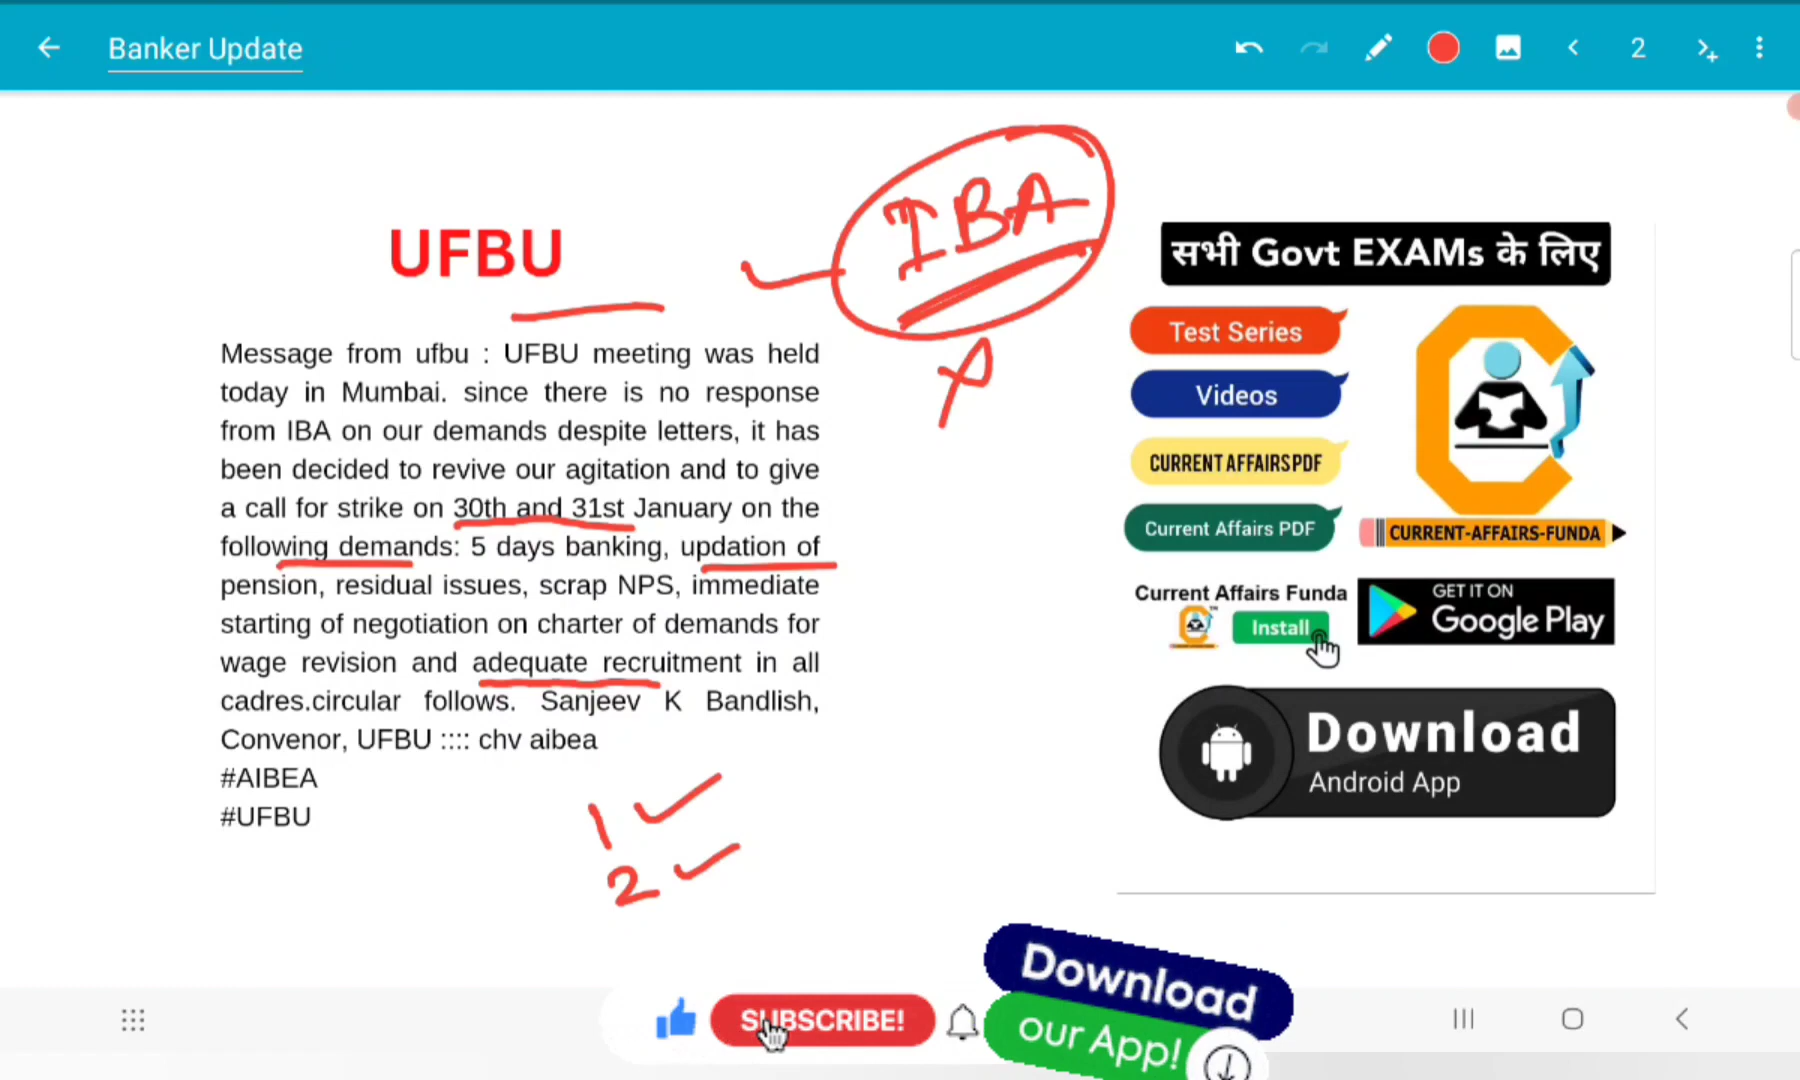 Banker Update
2
UFBU
IBA
Message from ufbu : UFBU meeting was held
today in Mumbai. since there is no response
from IBA on our demands despite letters, it has
been decided to revive our agitation and to give
a call for strike on 30th and 31st January on the
following demands: 5 days banking, updation of
pension, residual issues, scrap NPS, immediate
starting of negotiation on charter of demands for
wage revision and adequate recruitment in all
cadres.circular follows. Sanjeev K Bandlish,
Convenor, UFBU :::: chv aibea
#AIBEA
#UFBU
1
2
सभी Govt EXAMs के लिए
Test Series
Videos
CURRENT AFFAIRS PDF
Current Affairs PDF
CURRENT-AFFAIRS-FUNDA
Current Affairs Funda
Install
GET IT ON
Google Play
Download
Android App
SUBSCRIBE!
Download
our App!